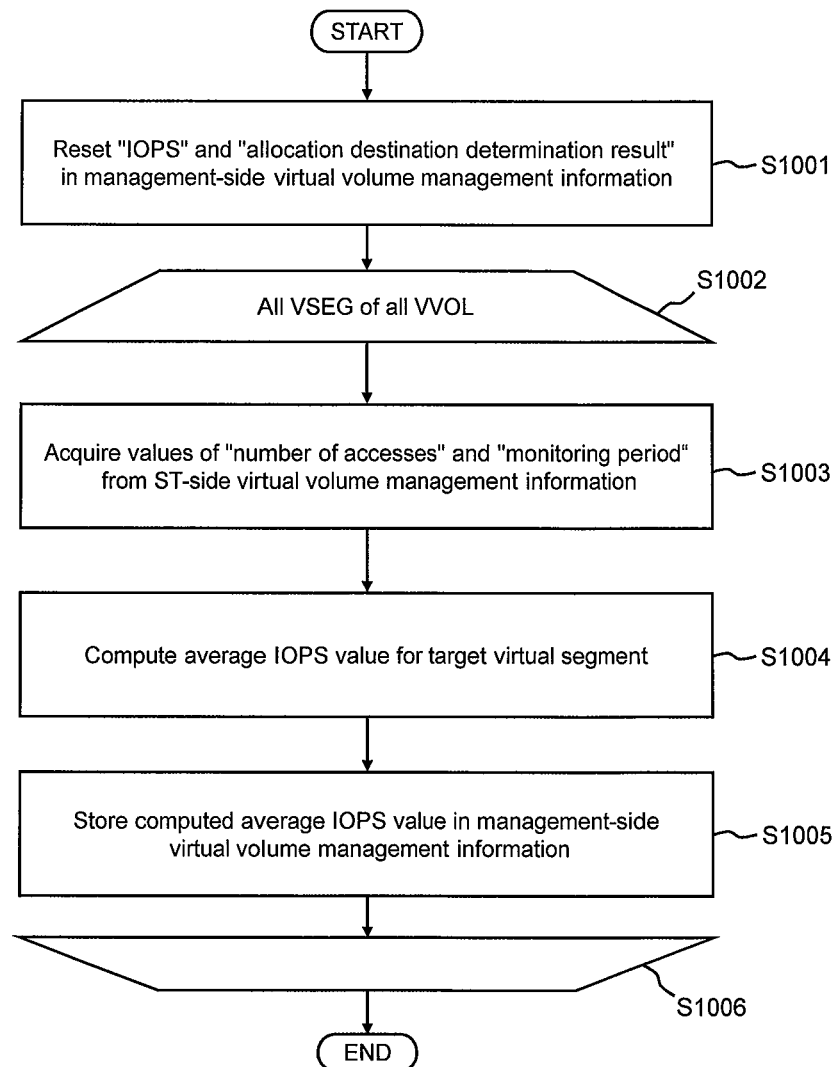 START
Reset "IOPS" and "allocation destination determination result"
in management-side virtual volume management information
S1001
S1002
All VSEG of all VVOL
Acquire values of "number of accesses" and "monitoring period"
from ST-side virtual volume management information
S1003
Compute average IOPS value for target virtual segment
S1004
Store computed average IOPS value in management-side
virtual volume management information
S1005
S1006
END